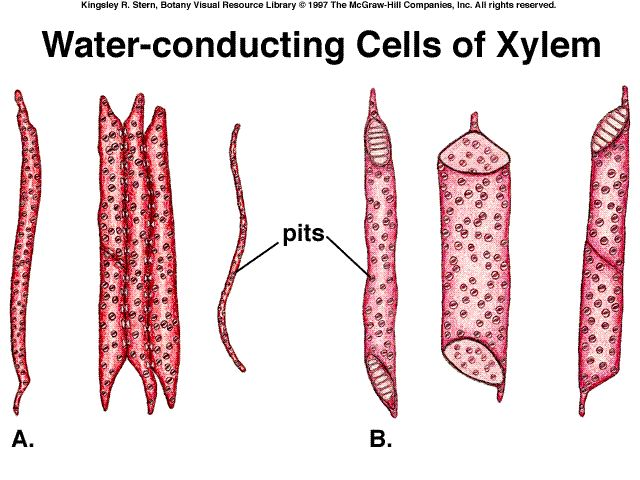 Kingsley R. Stern, Botany Visual Resource Library © 1997 The McGraw-Hill Companies, Inc. All rights reserved.
Water-conducting Cells of Xylem
pits
A.
B.